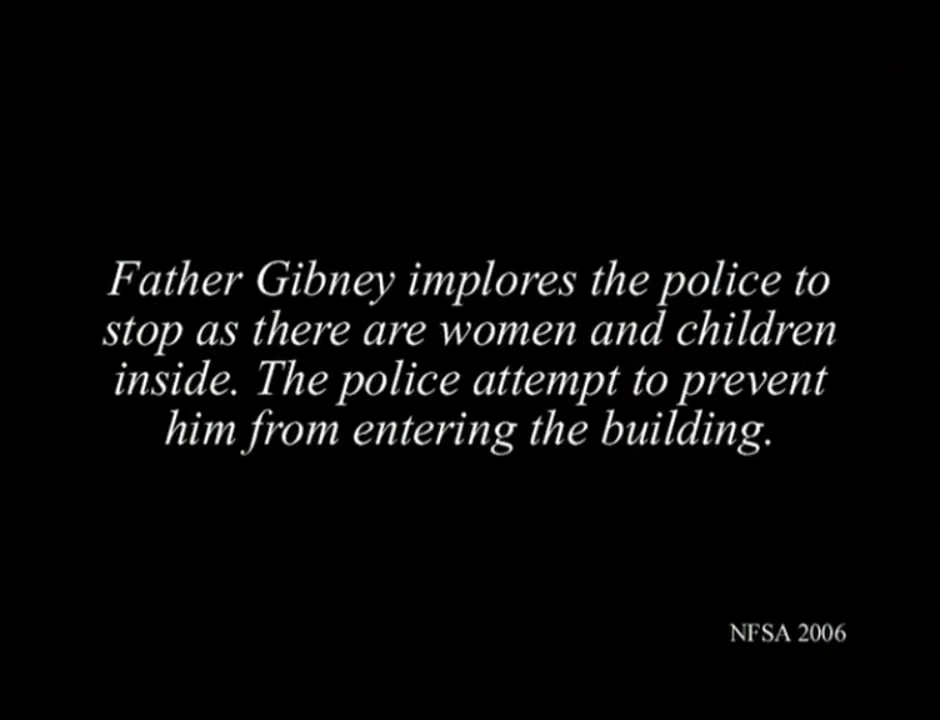 Father Gibney implores the police to
stop as there are women and children
inside. The police attempt to prevent
him from entering the building.
NFSA 2006